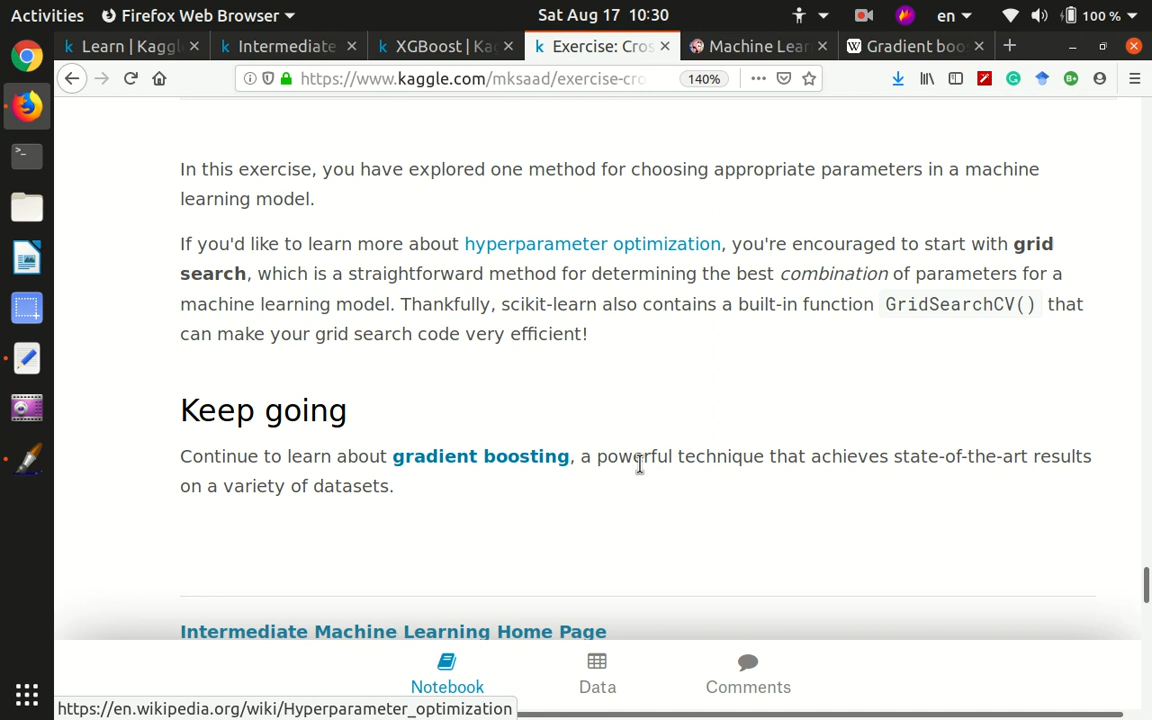 Activities Firefox Web Browser Sat Aug 17 10:30 en 100 %
Learn | Kaggl Intermediate XGBoost | Ka Exercise: Cros Machine Lear Gradient boo
https://www.kaggle.com/mksaad/exercise-cro 140%
In this exercise, you have explored one method for choosing appropriate parameters in a machine
learning model.
If you'd like to learn more about hyperparameter optimization, you're encouraged to start with grid
search, which is a straightforward method for determining the best combination of parameters for a
machine learning model. Thankfully, scikit-learn also contains a built-in function GridSearchCV() that
can make your grid search code very efficient!
Keep going
Continue to learn about gradient boosting, a powerful technique that achieves state-of-the-art results
on a variety of datasets.
Intermediate Machine Learning Home Page
Notebook Data Comments
https://en.wikipedia.org/wiki/Hyperparameter_optimization